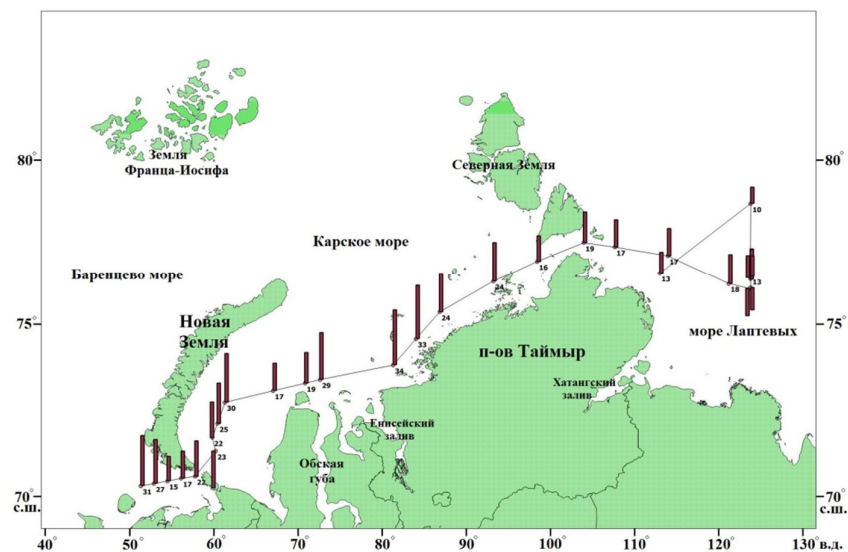 80°
80°
Земля
Франца-Иосифа
Северная Земля
10
Карское море
19
17
16
17
13
Баренцево море
24
18
13
24
75°
75°
Новая
Земля
33
море Лаптевых
п-ов Таймыр
34
29
19
17
30
Хатангский
залив
25
Енисейский
залив
22
23
Обская
губа
31
27
15
17
22
70°
с.ш.
70°
с.ш.
40
50
60
70
80
90
100
110
120
130
в.д.